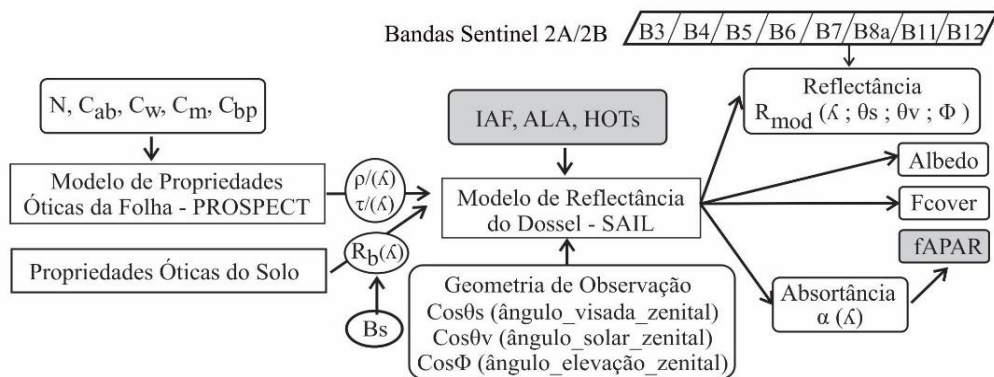 Bandas Sentinel 2A/2B
B3 B4 B5 B6 B7 B8a B11 B12
N, Cab, Cw, Cm, Cbp
IAF, ALA, HOTs
Reflectância
Rmod (ʎ ; θs ; θv ; Φ )
Modelo de Propriedades
Óticas da Folha - PROSPECT
ρ/(ʎ)
τ/(ʎ)
Modelo de Reflectância
do Dossel - SAIL
Albedo
Fcover
fAPAR
Propriedades Óticas do Solo
Rb(ʎ)
Bs
Geometria de Observação
Cosθs (ângulo_visada_zenital)
Cosθv (ângulo_solar_zenital)
CosΦ (ângulo_elevação_zenital)
Absortância
α (ʎ)